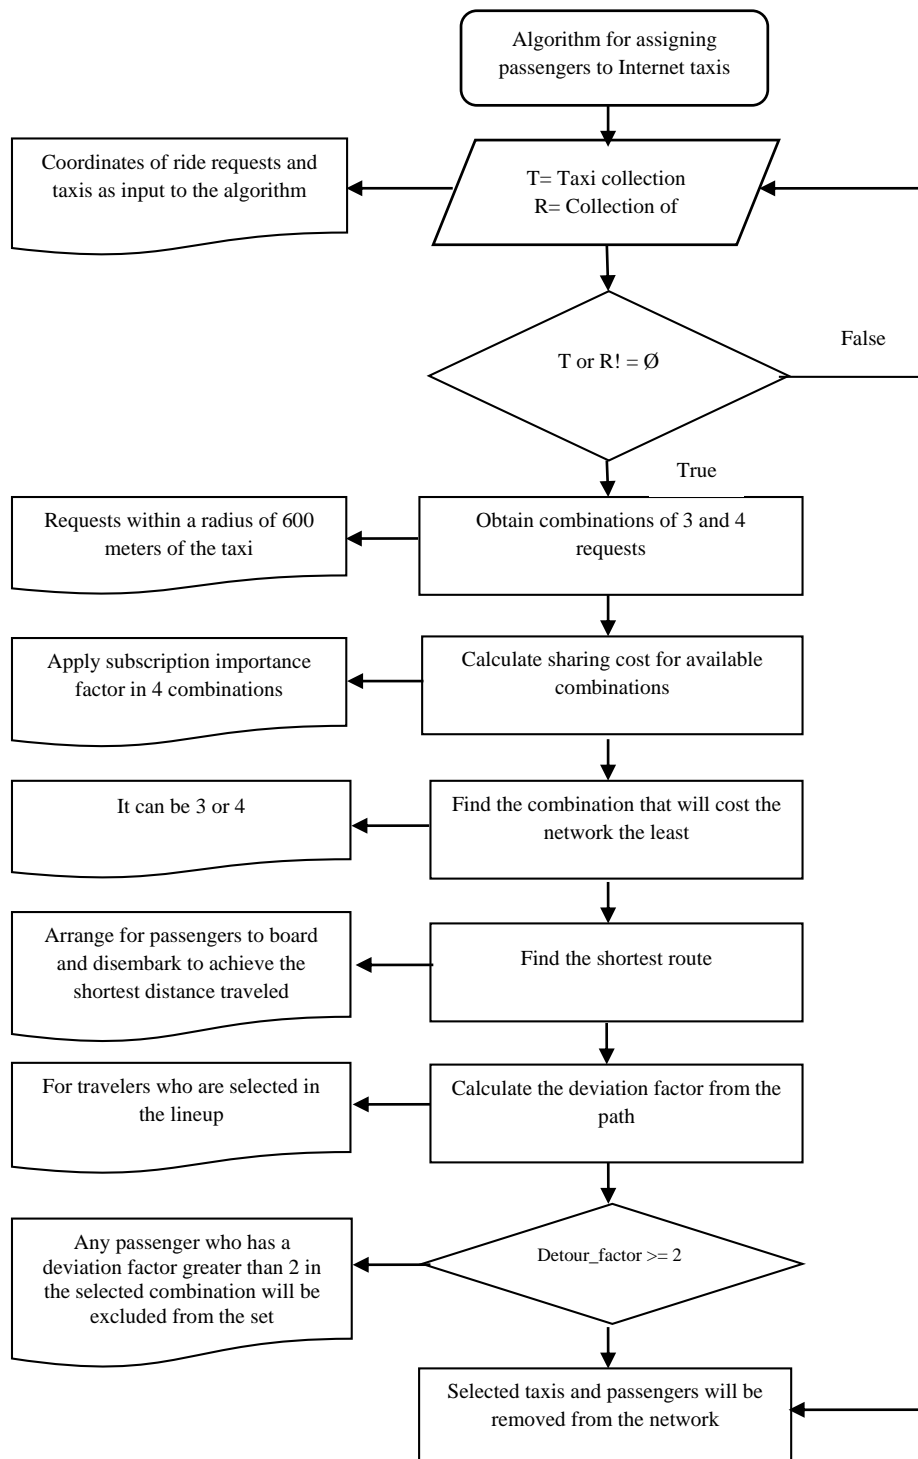 Algorithm for assigning
passengers to Internet taxis
Coordinates of ride requests and
taxis as input to the algorithm
T= Taxi collection
R= Collection of
T or R! = Ø
False
True
Requests within a radius of 600
meters of the taxi
Obtain combinations of 3 and 4
requests
Apply subscription importance
factor in 4 combinations
Calculate sharing cost for available
combinations
It can be 3 or 4
Find the combination that will cost the
network the least
Arrange for passengers to board
and disembark to achieve the
shortest distance traveled
Find the shortest route
For travelers who are selected in
the lineup
Calculate the deviation factor from the
path
Any passenger who has a
deviation factor greater than 2 in
the selected combination will be
excluded from the set
Detour_factor >= 2
Selected taxis and passengers will be
removed from the network